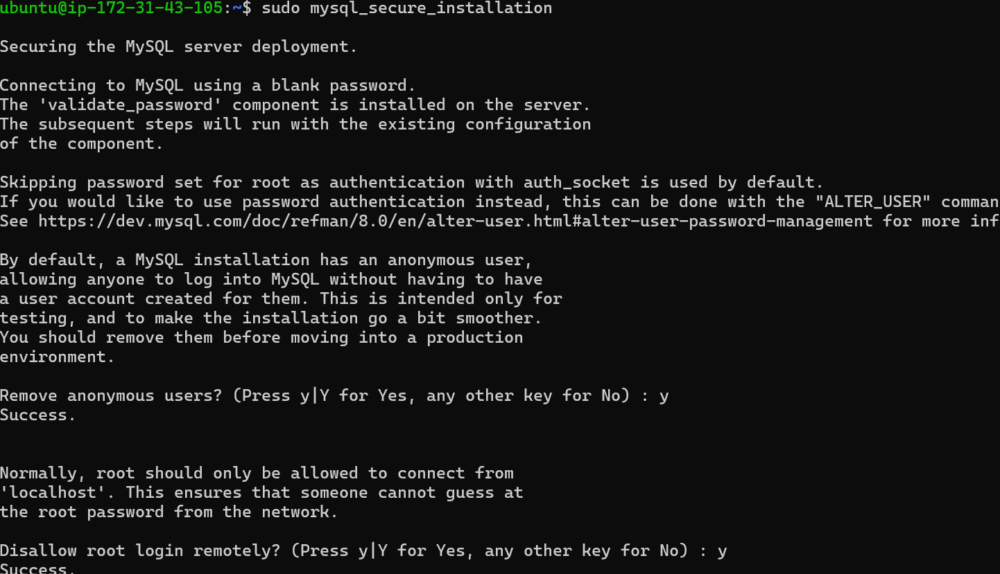 ubuntu@ip-172-31-43-105:~$ sudo mysql_secure_installation
Securing the MySQL server deployment.
Connecting to MySQL using a blank password.
The 'validate_password' component is installed on the server.
The subsequent steps will run with the existing configuration
of the component.
Skipping password set for root as authentication with auth_socket is used by default.
If you would like to use password authentication instead, this can be done with the "ALTER_USER" comman
See https://dev.mysql.com/doc/refman/8.0/en/alter-user.html#alter-user-password-management for more inf
By default, a MySQL installation has an anonymous user,
allowing anyone to log into MySQL without having to have
a user account created for them. This is intended only for
testing, and to make the installation go a bit smoother.
You should remove them before moving into a production
environment.
Remove anonymous users? (Press y|Y for Yes, any other key for No) : y
Success.
Normally, root should only be allowed to connect from
'localhost'. This ensures that someone cannot guess at
the root password from the network.
Disallow root login remotely? (Press y|Y for Yes, any other key for No) : y
Success.